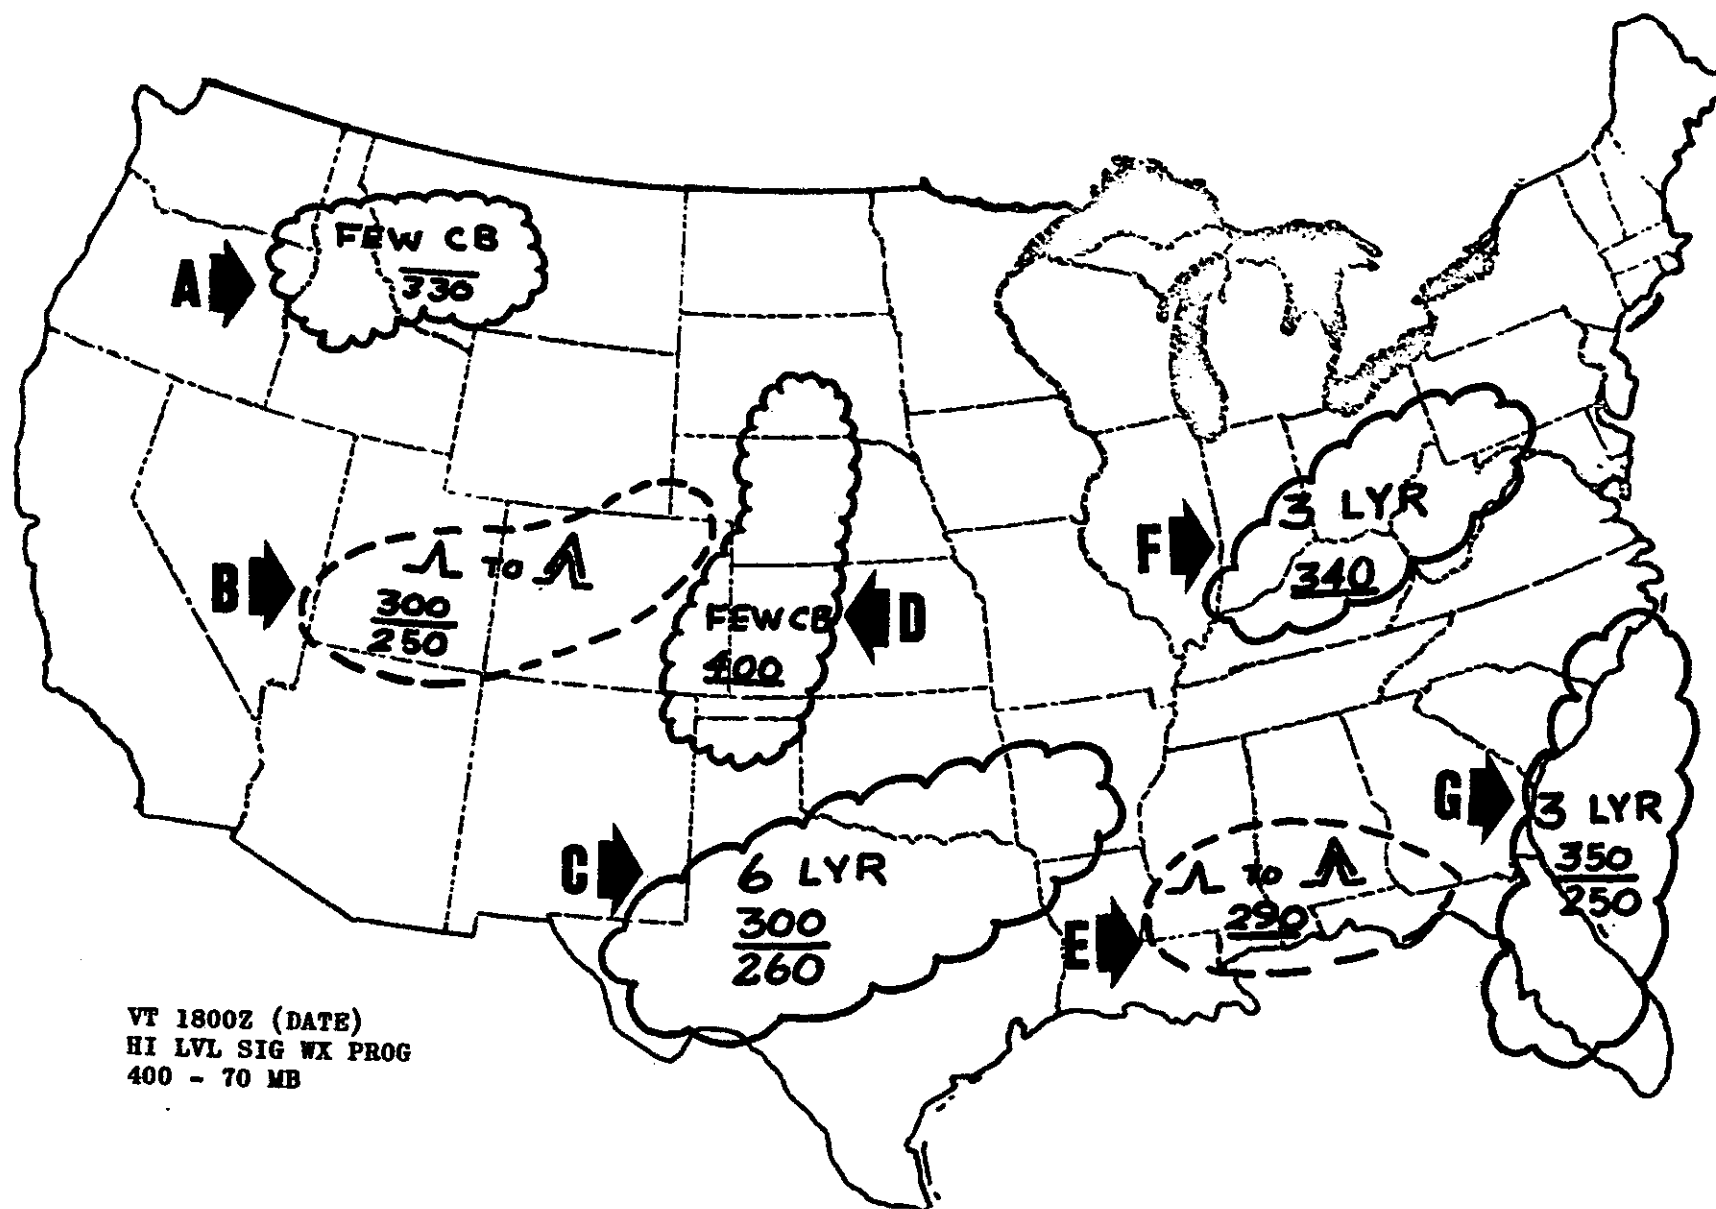 A
FEW CB
330
B
TO
300
250
FEW CB
400
D
C
6 LYR
300
260
E
TO
290
F
3 LYR
340
G
3 LYR
350
250
VT 1800Z (DATE)
HI LVL SIG WX PROG
400 - 70 MB